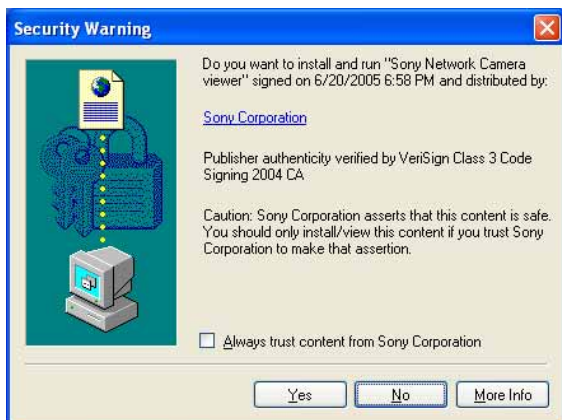 Security Warning
Do you want to install and run "Sony Network Camera
viewer" signed on 6/20/2005 6:58 PM and distributed by:
Sony Corporation
Publisher authenticity verified by VeriSign Class 3 Code
Signing 2004 CA
Caution: Sony Corporation asserts that this content is safe.
You should only install/view this content if you trust Sony
Corporation to make that assertion.
Always trust content from Sony Corporation
Yes No More Info